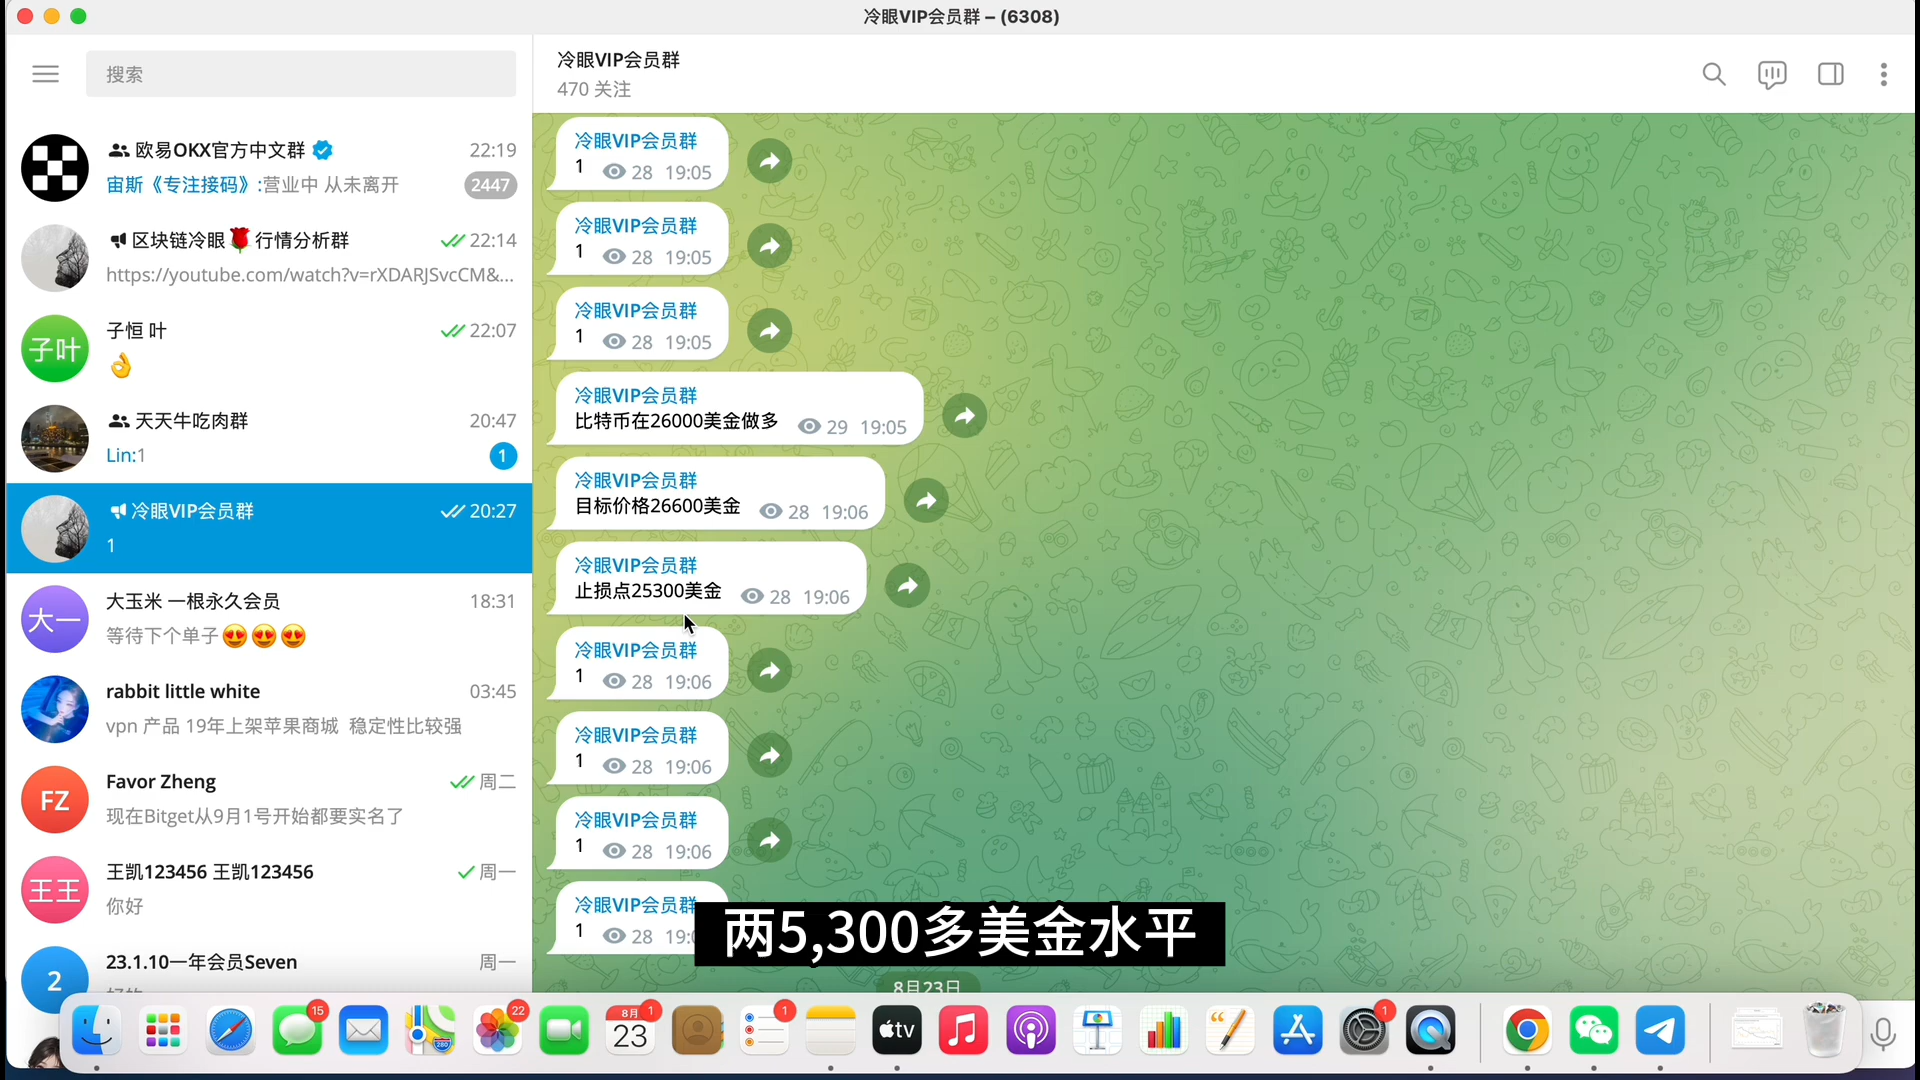 冷眼VIP会员群 – (6308)
搜索
欧易OKX官方中文群
22:19
宙斯《专注接码》:营业中 从未离开
2447
区块链冷眼🌹行情分析群
22:14
https://youtube.com/watch?v=rXDARJSvcCM&...
子叶
子恒 叶
22:07
👌
天天牛吃肉群
20:47
Lin:1
1
冷眼VIP会员群
20:27
1
大一
大玉米 一根永久会员
18:31
等待下个单子😍😍😍
rabbit little white
03:45
vpn 产品 19年上架苹果商城 稳定性比较强
FZ
Favor Zheng
周二
现在Bitget从9月1号开始都要实名了
王王
王凯123456 王凯123456
周一
你好
2
23.1.10一年会员Seven
周一
冷眼VIP会员群
470 关注
冷眼VIP会员群
1 28 19:05
冷眼VIP会员群
1 28 19:05
冷眼VIP会员群
1 28 19:05
冷眼VIP会员群
比特币在26000美金做多 29 19:05
冷眼VIP会员群
目标价格26600美金 28 19:06
冷眼VIP会员群
止损点25300美金 28 19:06
冷眼VIP会员群
1 28 19:06
冷眼VIP会员群
1 28 19:06
冷眼VIP会员群
1 28 19:06
冷眼VIP会员群
1 28
两5,300多美金水平
8月23日
15
22
8月
23
1
1
tv
1
280